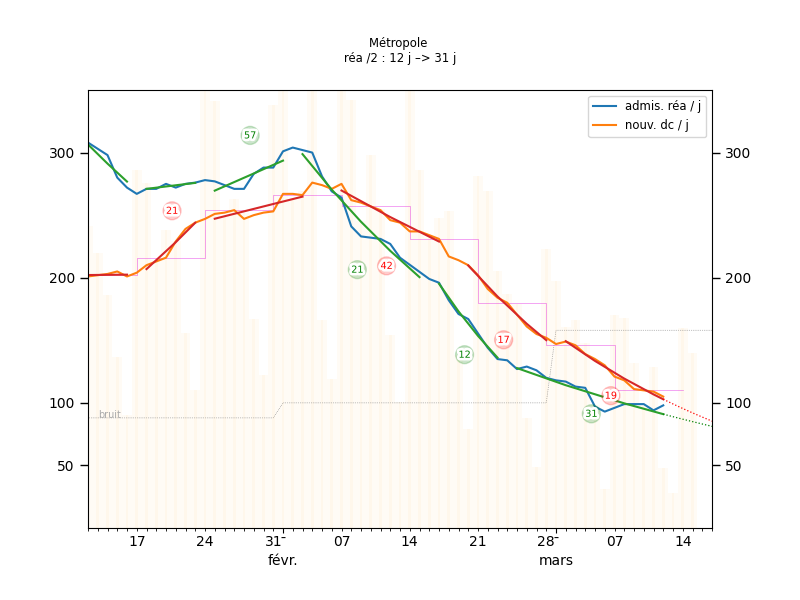 Métropole
réa /2 : 12 j –> 31 j
admis. réa / j
nouv. dc / j
300
200
100
50
300
200
100
50
57
21
21
42
12
17
31
19
bruit
17 24 31 07 14 21 28 07 14
févr. mars